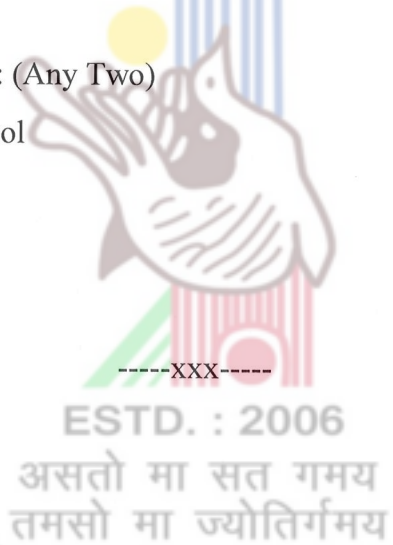 : (Any Two)
ol
-----xxx-----
ESTD. : 2006
असतो मा सत गमय
तमसो मा ज्योतिर्गमय